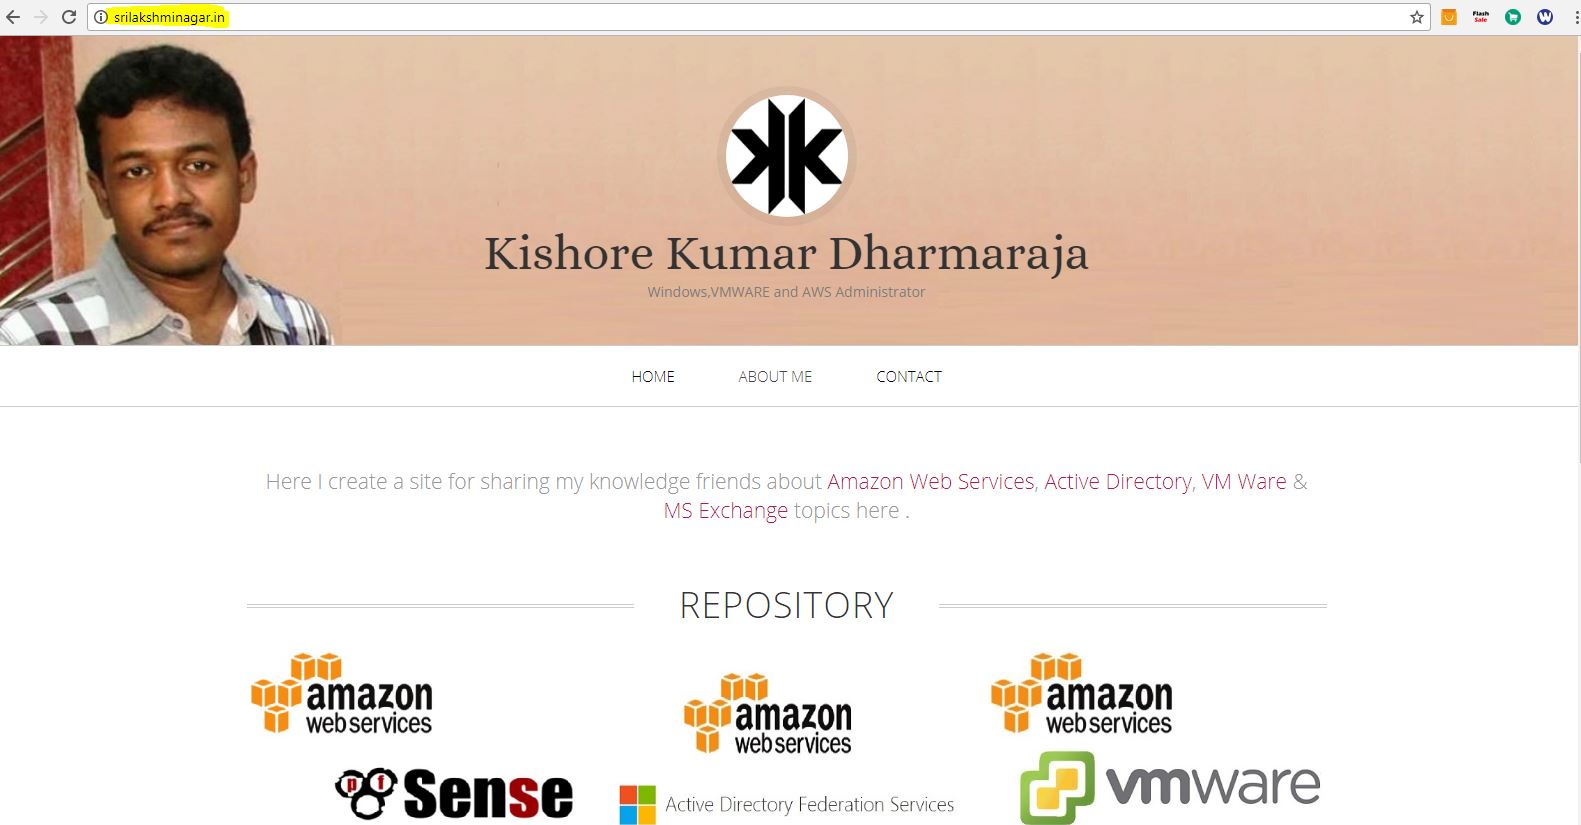 srilakshminagar.in
Flash
Sale
W
Kishore Kumar Dharmaraja
Windows,VMWARE and AWS Administrator
HOME ABOUT ME CONTACT
Here I create a site for sharing my knowledge friends about Amazon Web Services, Active Directory, VM Ware &
MS Exchange topics here .
REPOSITORY
amazon
web services
amazon
web services
amazon
web services
pf Sense
Active Directory Federation Services
vmware